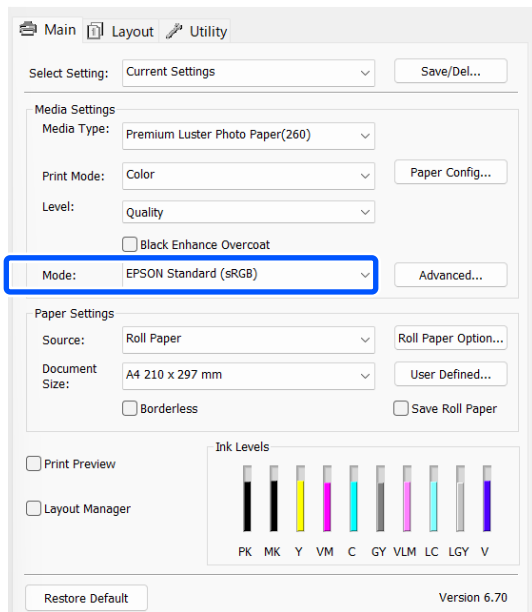 Main Layout Utility
Select Setting: Current Settings Save/Del...
Media Settings
Media Type: Premium Luster Photo Paper(260)
Print Mode: Color Paper Config...
Level: Quality
Black Enhance Overcoat
Mode: EPSON Standard (sRGB) Advanced...
Paper Settings
Source: Roll Paper Roll Paper Option...
Document
Size: A4 210 x 297 mm User Defined...
Borderless Save Roll Paper
Ink Levels
Print Preview
Layout Manager
PK MK Y VM C GY VLM LC LGY V
Restore Default Version 6.70